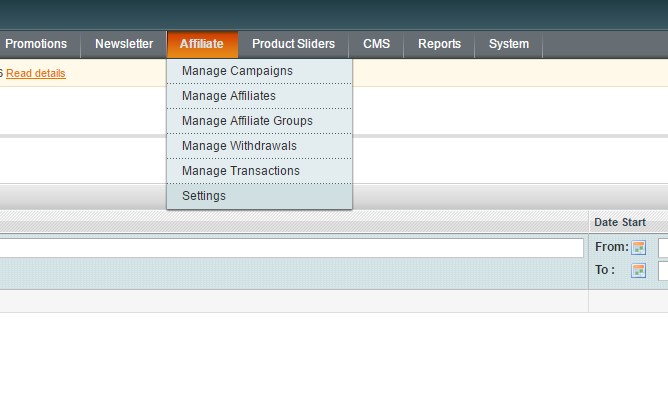 Promotions Newsletter Affiliate Product Sliders CMS Reports System
6 Read details
Manage Campaigns
Manage Affiliates
Manage Affiliate Groups
Manage Withdrawals
Manage Transactions
Settings
Date Start
From:
To :